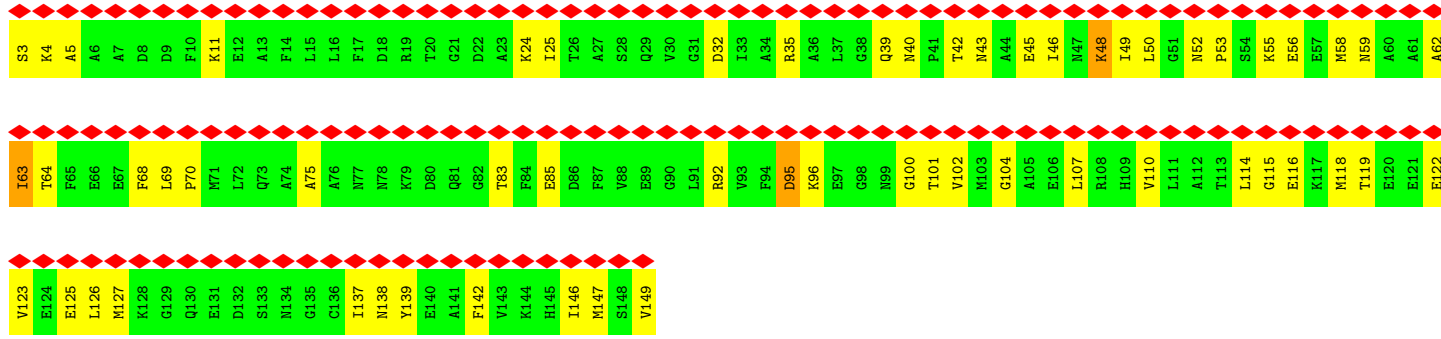 S3 K4 A5 A6 A7 D8 D9 F10 K11 E12 A13 F14 L15 L16 F17 D18 R19 T20 G21 D22 A23 K24 I25 T26 A27 S28 Q29 V30 G31 D32 I33 A34 R35 A36 L37 G38 Q39 N40 P41 T42 N43 A44 E45 I46 N47 K48 I49 L50 G51 N52 P53 S54 K55 E56 E57 M58 N59 A60 A61 A62
I63 T64 F65 E66 E67 F68 L69 P70 M71 L72 Q73 A74 A75 A76 N77 N78 K79 D80 Q81 G82 T83 F84 E85 D86 F87 V88 E89 G90 L91 R92 V93 F94 D95 K96 E97 G98 N99 G100 T101 V102 M103 G104 A105 E106 L107 R108 H109 V110 L111 A112 T113 L114 G115 E116 K117 M118 T119 E120 E121 E122
V123 E124 E125 L126 M127 K128 G129 Q130 E131 D132 S133 N134 G135 C136 I137 N138 Y139 E140 A141 F142 V143 K144 H145 I146 M147 S148 V149